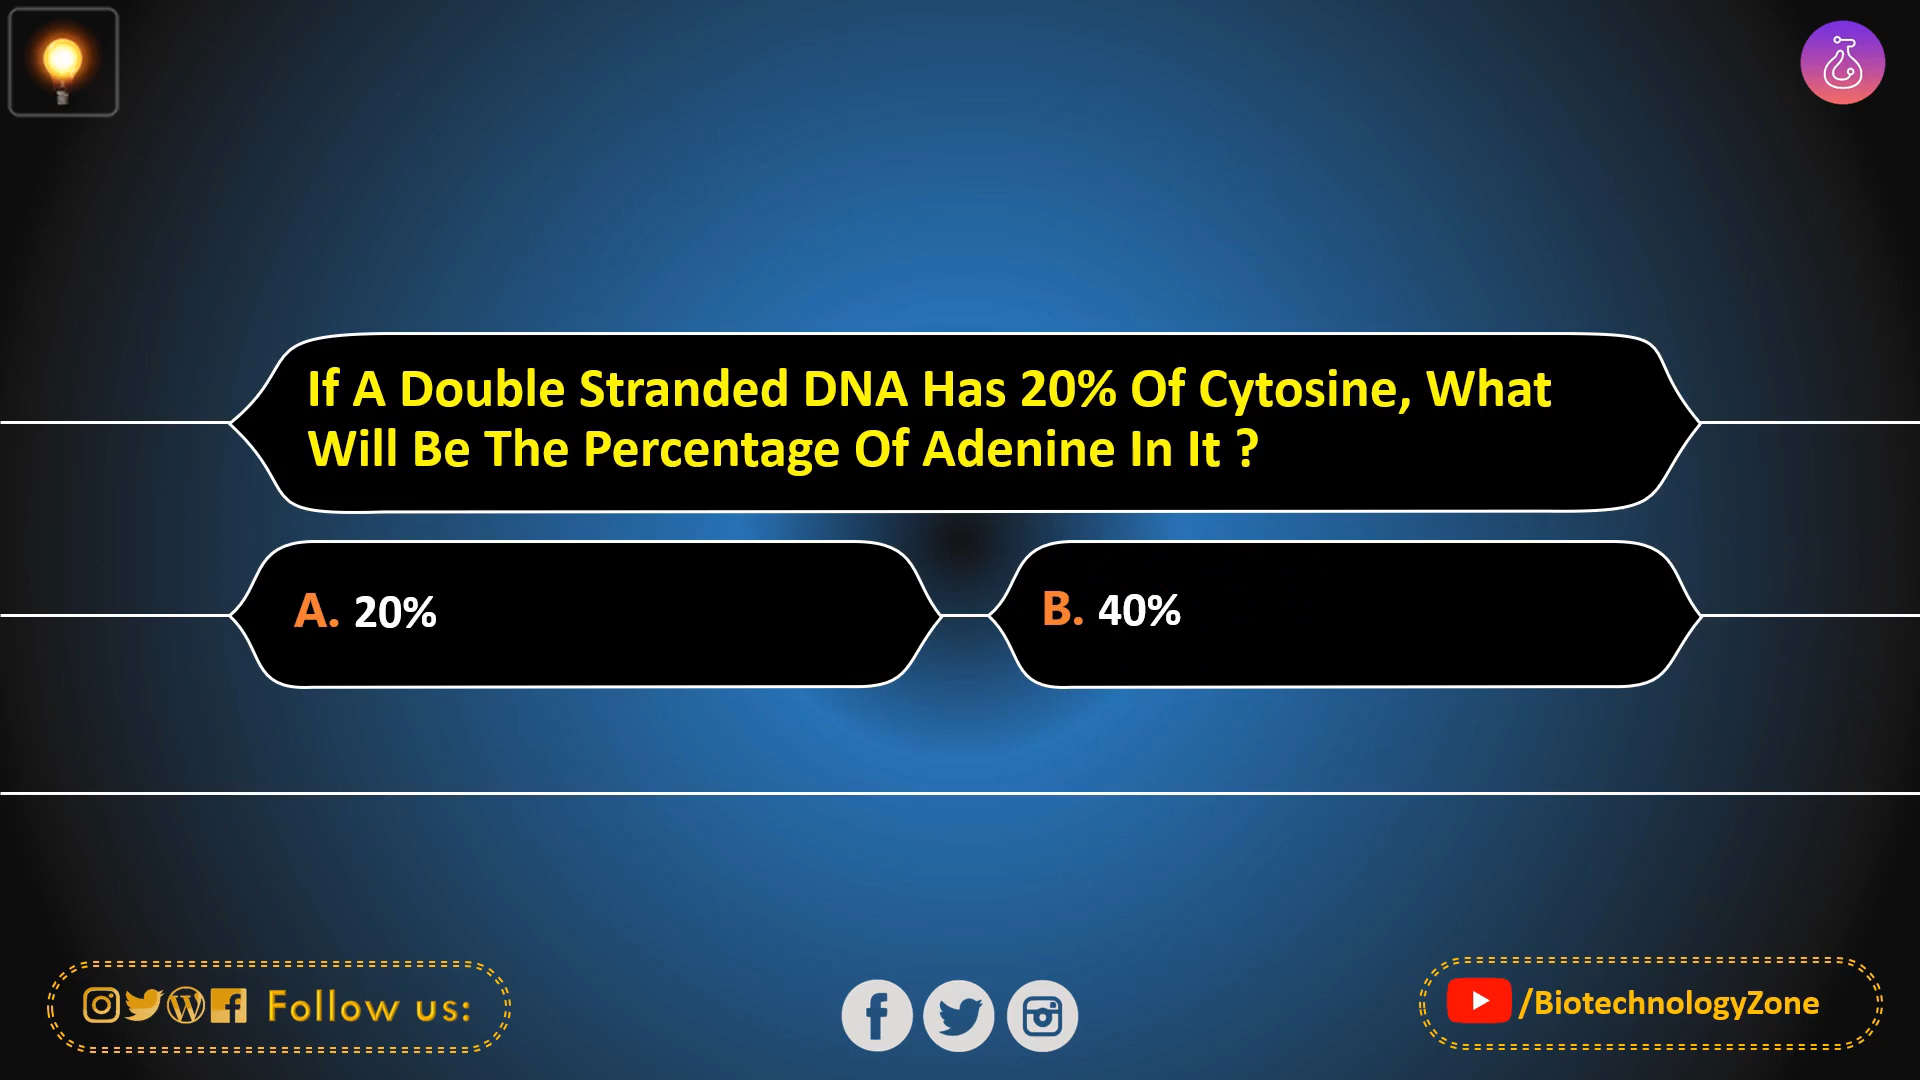 If A Double Stranded DNA Has 20% Of Cytosine, What
Will Be The Percentage Of Adenine In It ?
A. 20%
B. 40%
Follow us:
/BiotechnologyZone